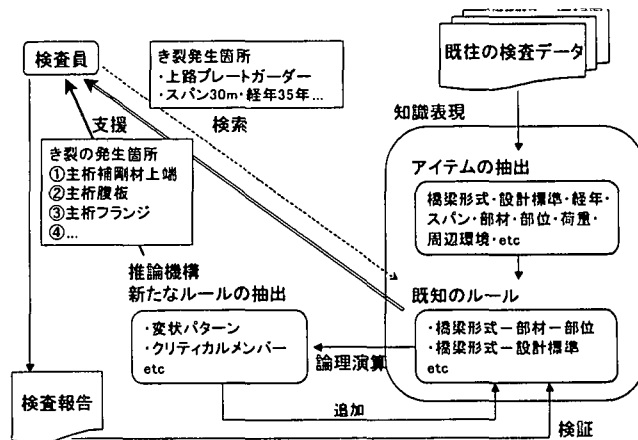 検査員
き裂発生箇所
・上路プレートガーダー
・スパン30m・経年35年…
既往の検査データ
支援
検索
知識表現
き裂の発生箇所
①主桁補剛材上端
②主桁腹板
③主桁フランジ
④…
アイテムの抽出
橋梁形式・設計標準・経年・
スパン・部材・部位・荷重・
周辺環境・etc
推論機構
新たなルールの抽出
・変状パターン
・クリティカルメンバー
etc
論理演算
既知のルール
・橋梁形式ー部材ー部位
・橋梁形式ー設計標準
etc
検査報告
追加
検証